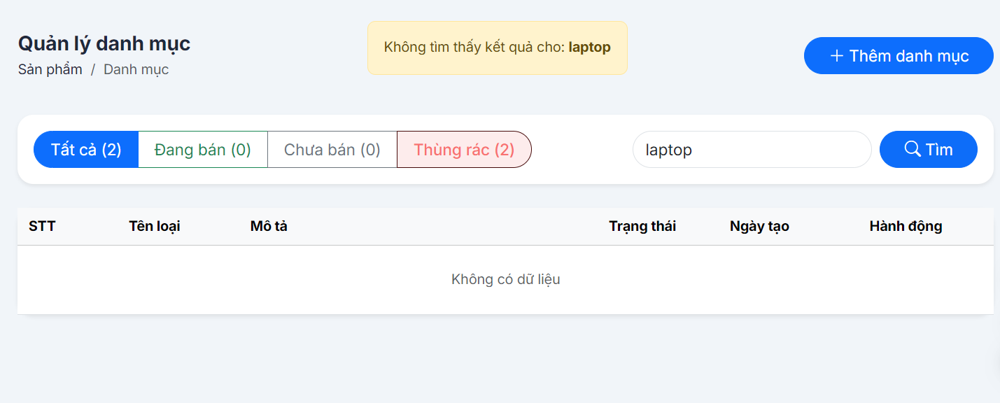 Quản lý danh mục
Sản phẩm / Danh mục
Không tìm thấy kết quả cho: laptop
+ Thêm danh mục
Tất cả (2) Đang bán (0) Chưa bán (0) Thùng rác (2)
laptop Tìm
STT Tên loại Mô tả Trạng thái Ngày tạo Hành động
Không có dữ liệu